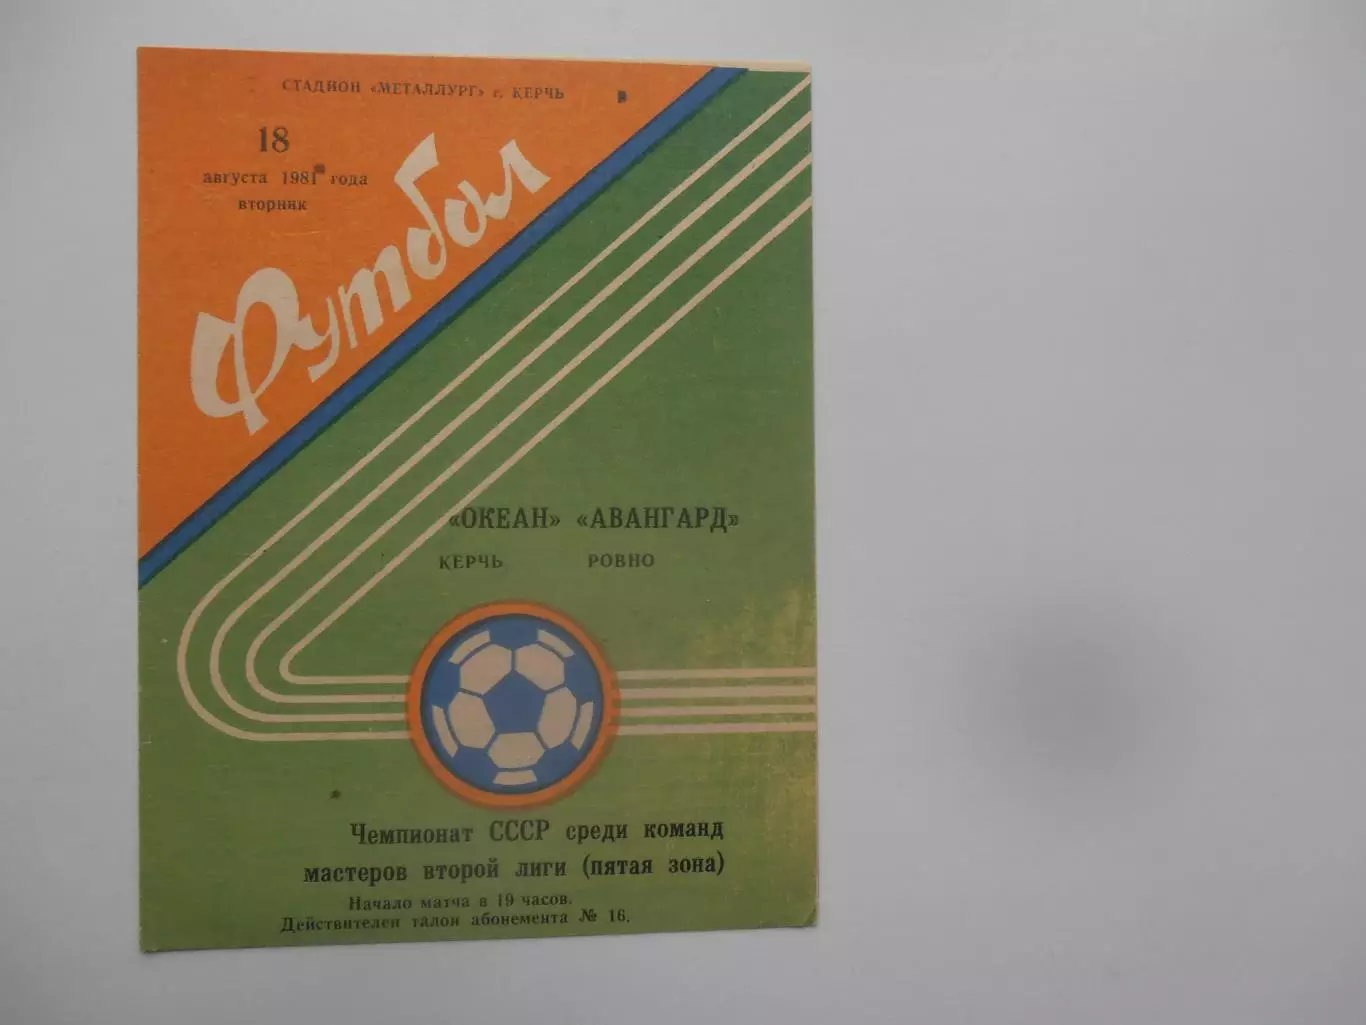 СТАДИОН «МЕТАЛЛУРГ» г. КЕРЧЬ
18
августа 1981 года
вторник
Футбол
«ОКЕАН» «АВАНГАРД»
КЕРЧЬ РОВНО
Чемпионат СССР среди команд
мастеров второй лиги (пятая зона)
Начало матча в 19 часов.
Действителен талон абонемента № 16.